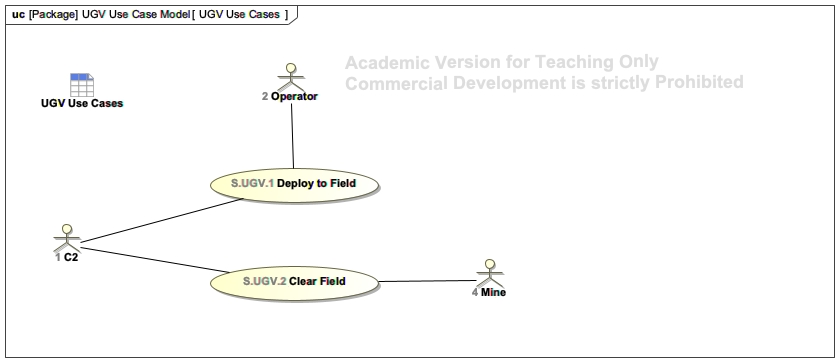 uc [Package] UGV Use Case Model [ UGV Use Cases ]
Academic Version for Teaching Only
Commercial Development is strictly Prohibited
UGV Use Cases
2 Operator
S.UGV.1 Deploy to Field
1 C2
S.UGV.2 Clear Field
4 Mine